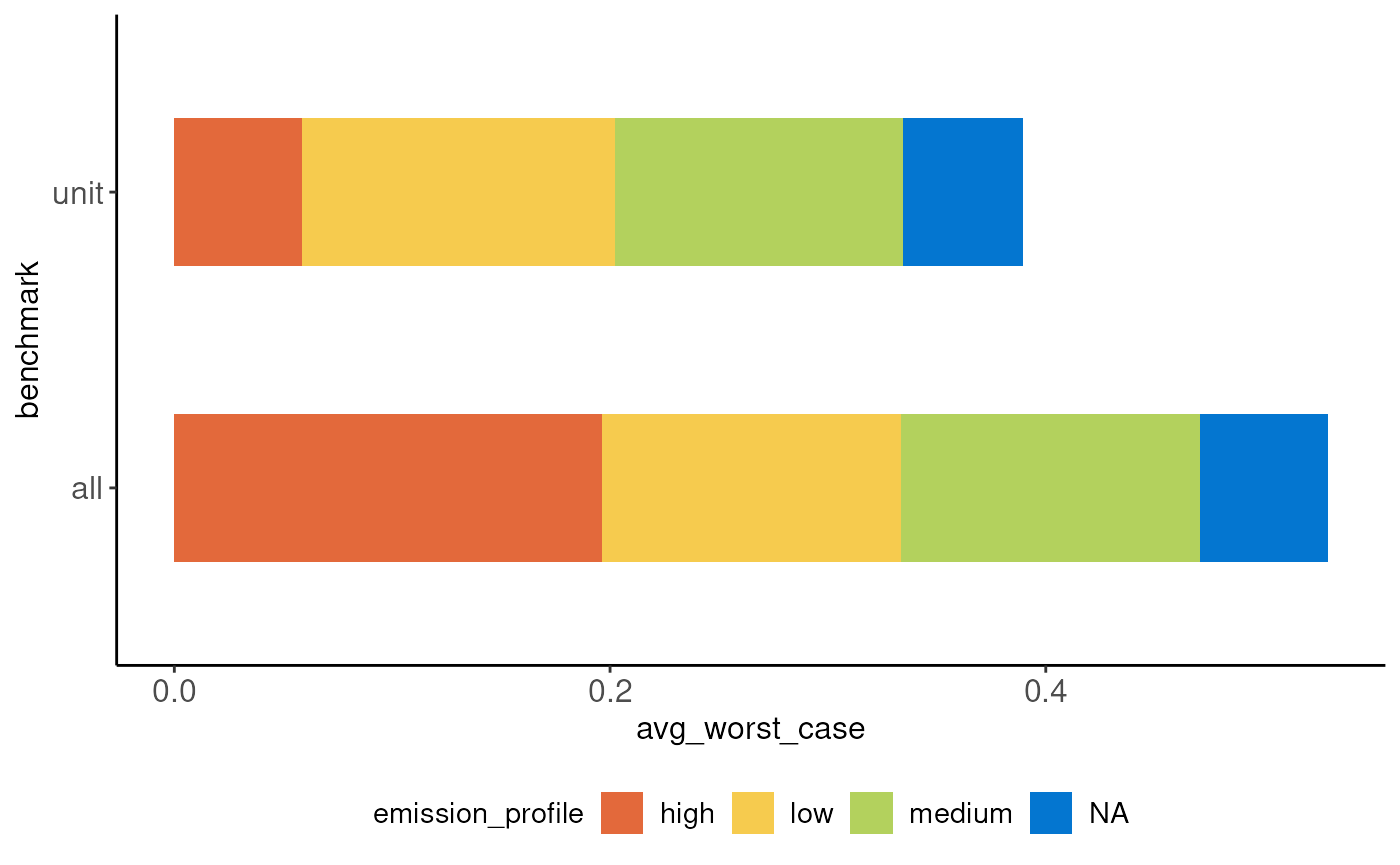 benchmark
unit
all
0.0 0.2 0.4
avg_worst_case
emission_profile high low medium NA